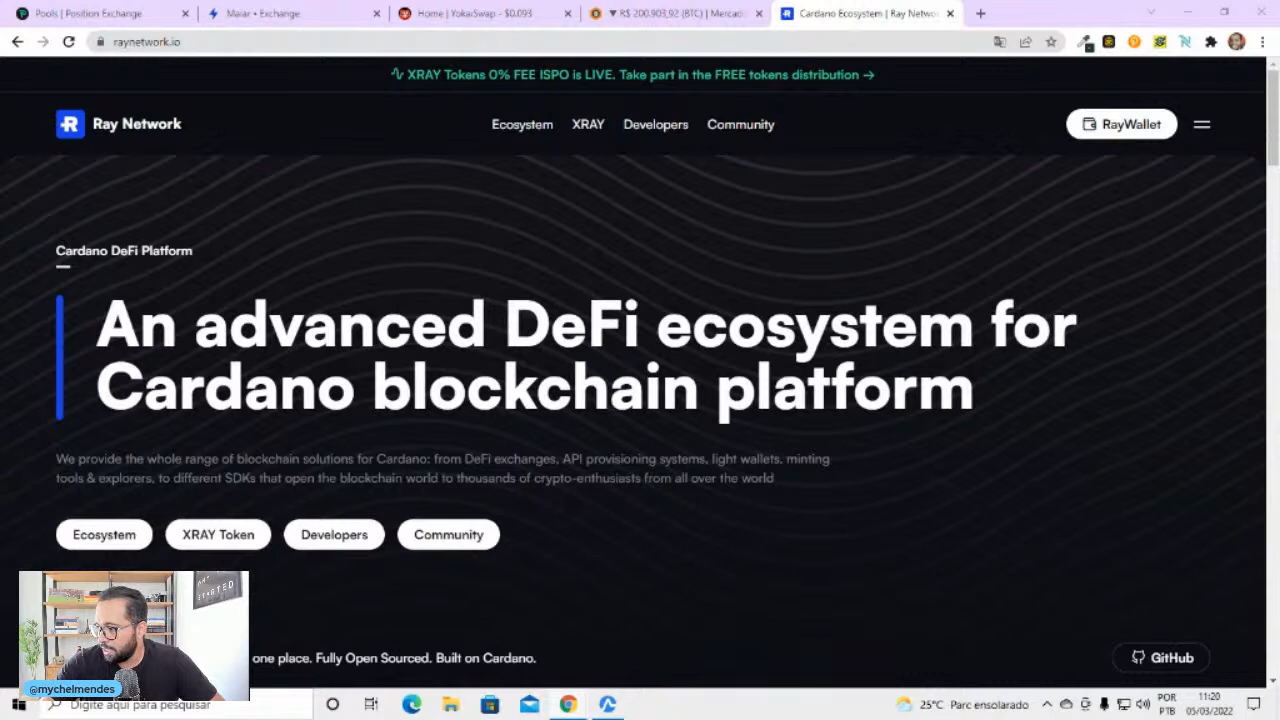 Pools | Position Exchange
Maiar • Exchange
Home | YokaiSwap - $0.093
▼R$ 200.903,92 (BTC) | Mercad
Cardano Ecosystem | Ray Netwo
raynetwork.io
XRAY Tokens 0% FEE ISPO is LIVE. Take part in the FREE tokens distribution →
Ray Network
Ecosystem XRAY Developers Community
RayWallet
Cardano DeFi Platform
An advanced DeFi ecosystem for
Cardano blockchain platform
We provide the whole range of blockchain solutions for Cardano: from DeFi exchanges, API provisioning systems, light wallets, minting
tools & explorers, to different SDKs that open the blockchain world to thousands of crypto-enthusiasts from all over the world
Ecosystem XRAY Token Developers Community
STARTED
one place. Fully Open Sourced. Built on Cardano.
GitHub
@mychelmendes
Digite aqui para pesquisar
25°C Parc ensolarado
POR
PTB
11:20
05/03/2022